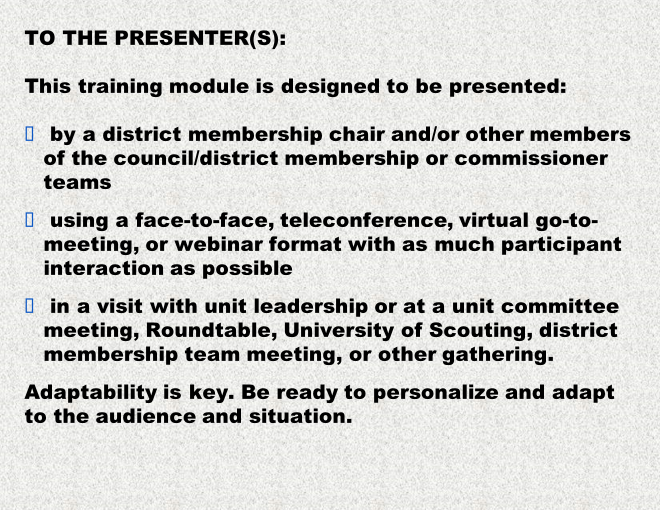 TO THE PRESENTER(S):
This training module is designed to be presented:
by a district membership chair and/or other members
of the council/district membership or commissioner
teams
using a face-to-face, teleconference, virtual go-to-
meeting, or webinar format with as much participant
interaction as possible
in a visit with unit leadership or at a unit committee
meeting, Roundtable, University of Scouting, district
membership team meeting, or other gathering.
Adaptability is key. Be ready to personalize and adapt
to the audience and situation.